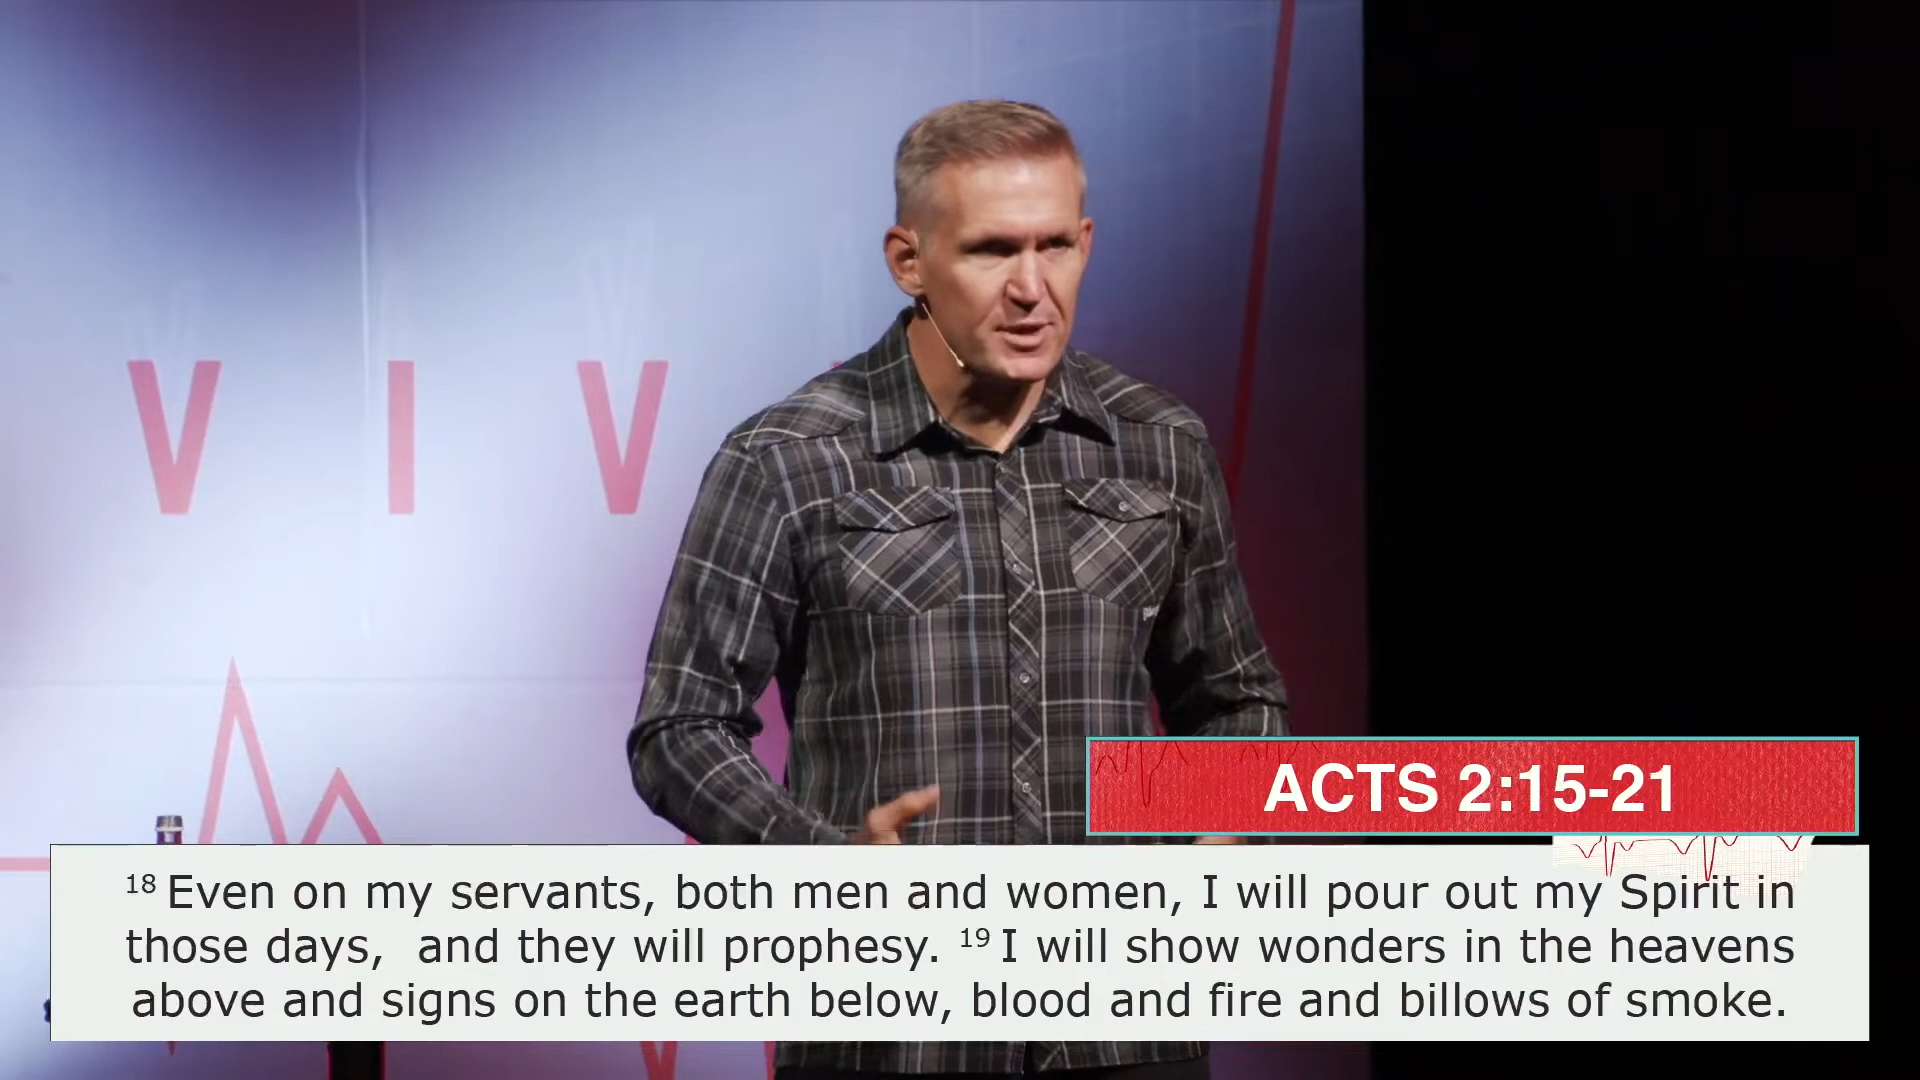 V I V
ACTS 2:15-21
18 Even on my servants, both men and women, I will pour out my Spirit in
those days,  and they will prophesy. 19 I will show wonders in the heavens
above and signs on the earth below, blood and fire and billows of smoke.